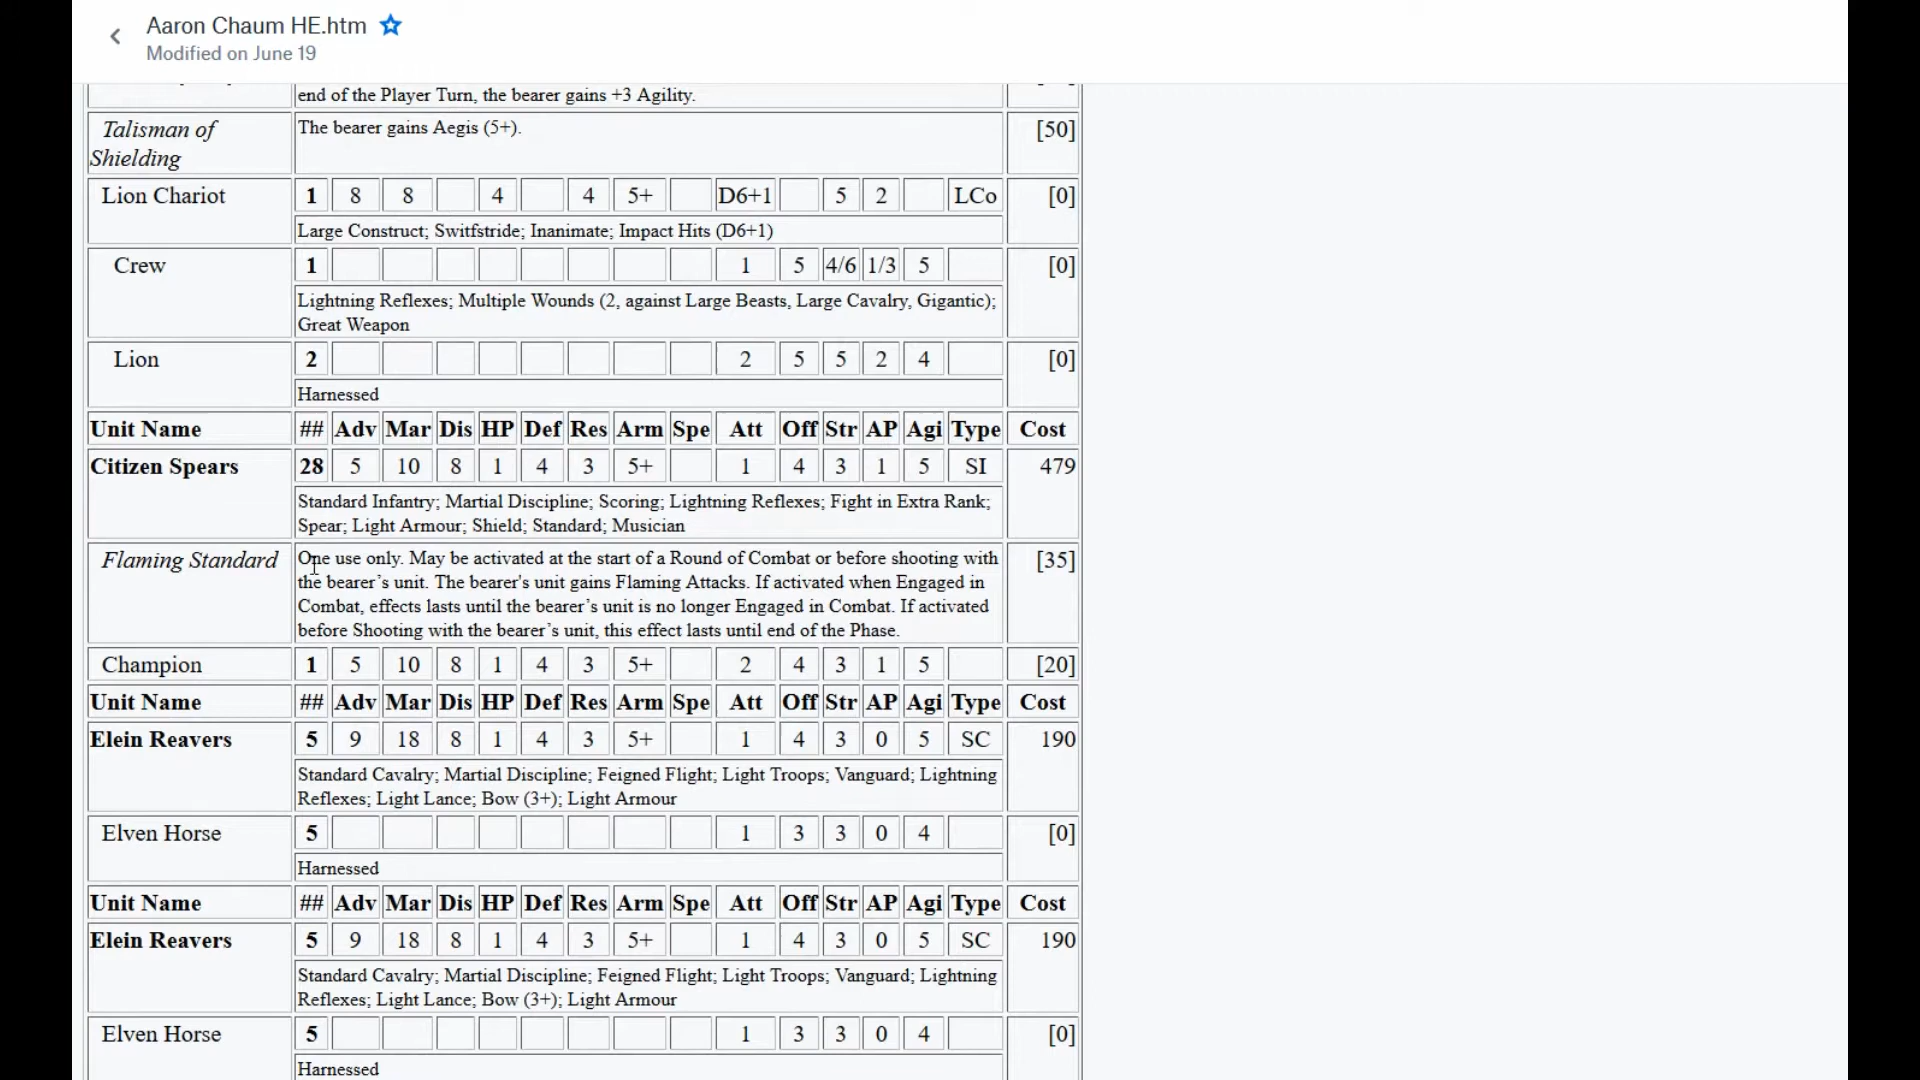 Aaron Chaum HE.htm
Modified on June 19
end of the Player Turn, the bearer gains +3 Agility.
Talisman of Shielding The bearer gains Aegis (5+). [50]
Lion Chariot 1 8 8 4 4 5+ D6+1 5 2 LCo [0]
Large Construct; Switfstride; Inanimate; Impact Hits (D6+1)
Crew 1 1 5 4/6 1/3 5 [0]
Lightning Reflexes; Multiple Wounds (2, against Large Beasts, Large Cavalry, Gigantic);
Great Weapon
Lion 2 2 5 5 2 4 [0]
Harnessed
Unit Name ## Adv Mar Dis HP Def Res Arm Spe Att Off Str AP Agi Type Cost
Citizen Spears 28 5 10 8 1 4 3 5+ 1 4 3 1 5 SI 479
Standard Infantry; Martial Discipline; Scoring; Lightning Reflexes; Fight in Extra Rank;
Spear; Light Armour; Shield; Standard; Musician
Flaming Standard One use only. May be activated at the start of a Round of Combat or before shooting with [35]
the bearer’s unit. The bearer's unit gains Flaming Attacks. If activated when Engaged in
Combat, effects lasts until the bearer’s unit is no longer Engaged in Combat. If activated
before Shooting with the bearer’s unit, this effect lasts until end of the Phase.
Champion 1 5 10 8 1 4 3 5+ 2 4 3 1 5 [20]
Unit Name ## Adv Mar Dis HP Def Res Arm Spe Att Off Str AP Agi Type Cost
Elein Reavers 5 9 18 8 1 4 3 5+ 1 4 3 0 5 SC 190
Standard Cavalry; Martial Discipline; Feigned Flight; Light Troops; Vanguard; Lightning
Reflexes; Light Lance; Bow (3+); Light Armour
Elven Horse 5 1 3 3 0 4 [0]
Harnessed
Unit Name ## Adv Mar Dis HP Def Res Arm Spe Att Off Str AP Agi Type Cost
Elein Reavers 5 9 18 8 1 4 3 5+ 1 4 3 0 5 SC 190
Standard Cavalry; Martial Discipline; Feigned Flight; Light Troops; Vanguard; Lightning
Reflexes; Light Lance; Bow (3+); Light Armour
Elven Horse 5 1 3 3 0 4 [0]
Harnessed